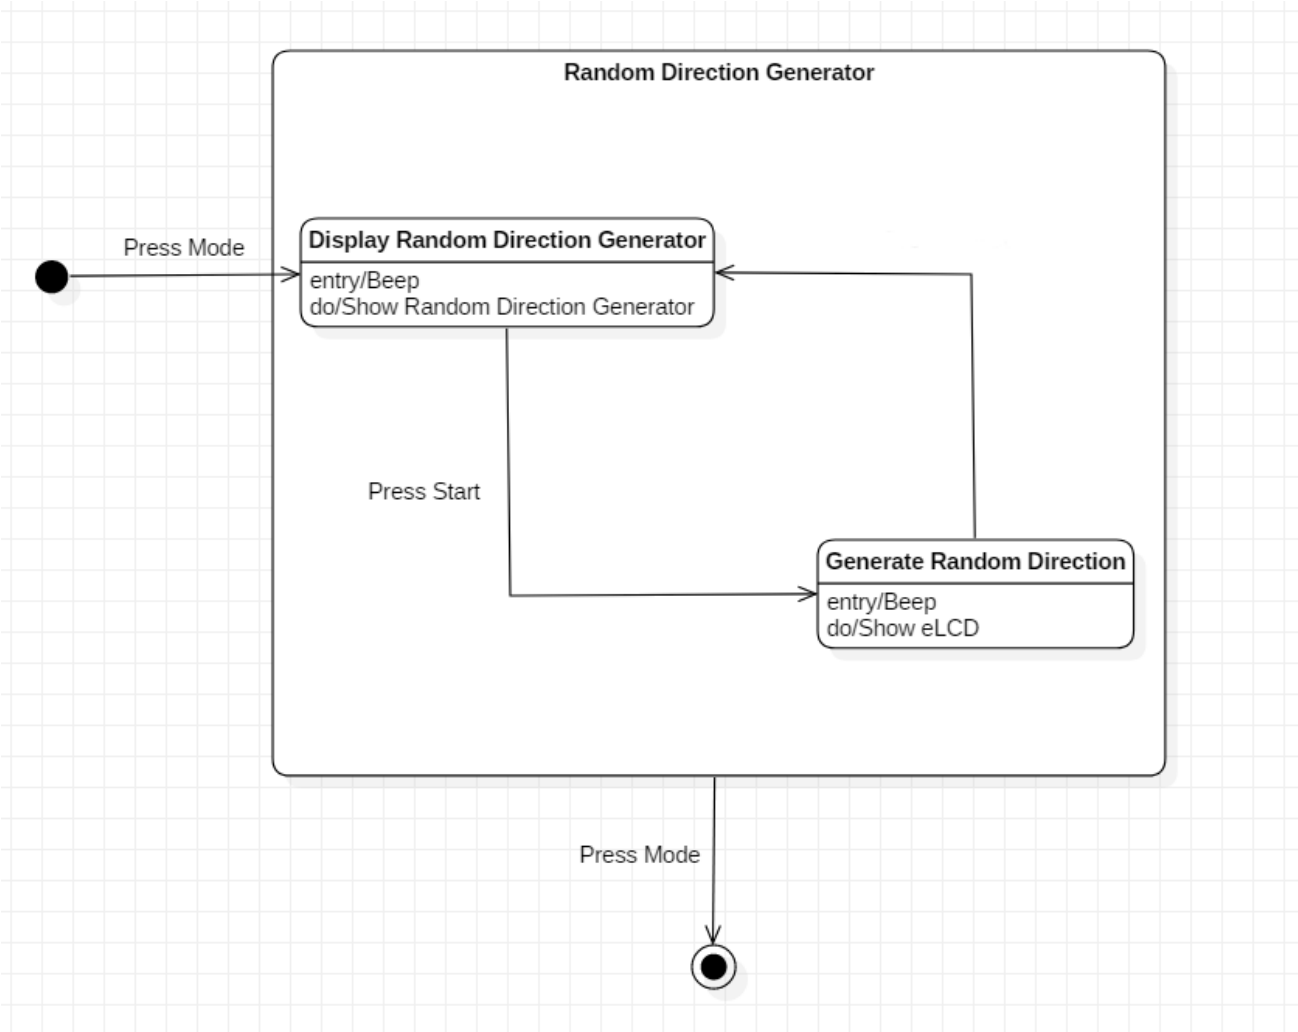 Random Direction Generator
Press Mode
Display Random Direction Generator
entry/Beep
do/Show Random Direction Generator
Press Start
Generate Random Direction
entry/Beep
do/Show eLCD
Press Mode